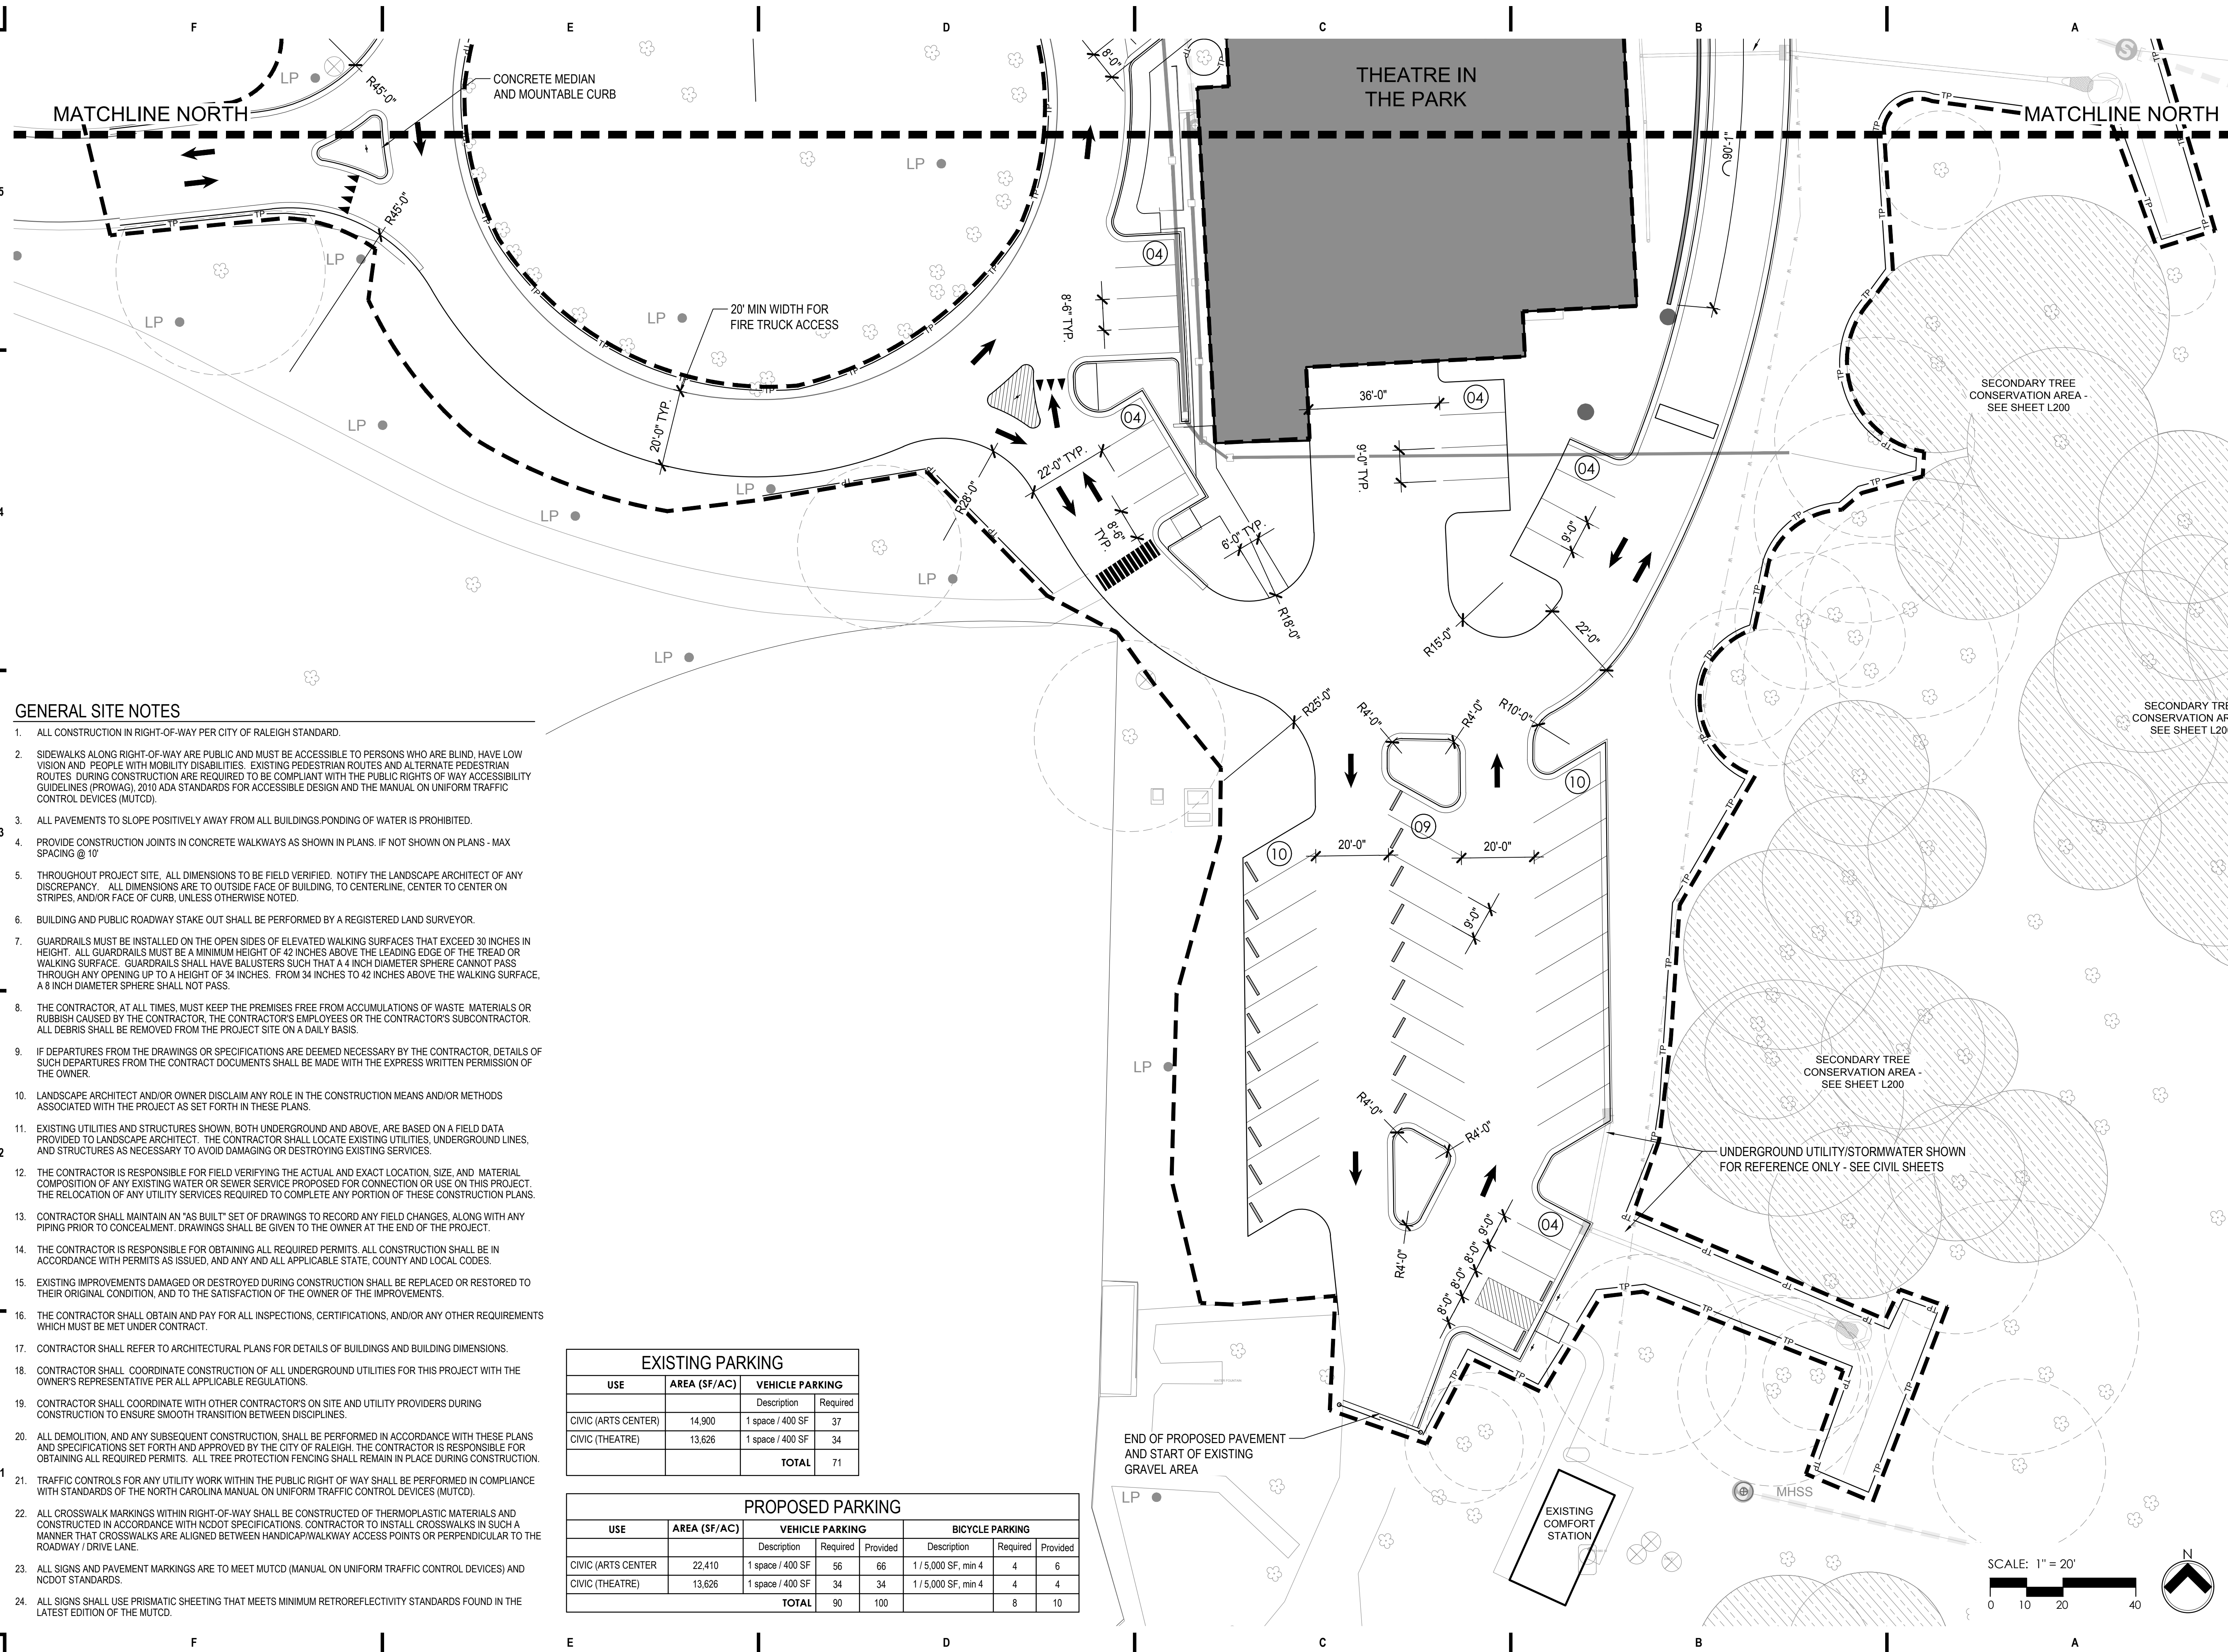 F E D C B A
MATCHLINE NORTH
MATCHLINE NORTH
CONCRETE MEDIAN
AND MOUNTABLE CURB
THEATRE IN
THE PARK
LP
R45'-0"
8'-0"
TP
90'-1"
5
LP
R45'-0"
LP
04
LP
LP
20' MIN WIDTH FOR
FIRE TRUCK ACCESS
8'-6" TYP.
SECONDARY TREE
CONSERVATION AREA -
SEE SHEET L200
LP
20'-0" TYP.
04
36'-0"
04
22'-0" TYP.
9'-0" TYP.
04
LP
R28'-0"
4
LP
8'-6"
TYP.
6'-0" TYP.
9'-0"
LP
R18'-0"
R15'-0"
22'-0"
LP
R25'-0"
R4'-0"
R4'-0"
R10'-0"
SECONDARY TRE
CONSERVATION AR
SEE SHEET L20
10
09
10
20'-0"
20'-0"
9'-0"
3
LP
SECONDARY TREE
CONSERVATION AREA -
SEE SHEET L200
R4'-0"
R4'-0"
2
UNDERGROUND UTILITY/STORMWATER SHOWN
FOR REFERENCE ONLY - SEE CIVIL SHEETS
04
R4'-0"
9'-0"
8'-0"
8'-0"
8'-0"
END OF PROPOSED PAVEMENT
AND START OF EXISTING
GRAVEL AREA
1
LP
MHSS
EXISTING
COMFORT
STATION
GENERAL SITE NOTES
1. ALL CONSTRUCTION IN RIGHT-OF-WAY PER CITY OF RALEIGH STANDARD.
2. SIDEWALKS ALONG RIGHT-OF-WAY ARE PUBLIC AND MUST BE ACCESSIBLE TO PERSONS WHO ARE BLIND, HAVE LOW
VISION AND PEOPLE WITH MOBILITY DISABILITIES. EXISTING PEDESTRIAN ROUTES AND ALTERNATE PEDESTRIAN
ROUTES DURING CONSTRUCTION ARE REQUIRED TO BE COMPLIANT WITH THE PUBLIC RIGHTS OF WAY ACCESSIBILITY
GUIDELINES (PROWAG), 2010 ADA STANDARDS FOR ACCESSIBLE DESIGN AND THE MANUAL ON UNIFORM TRAFFIC
CONTROL DEVICES (MUTCD).
3. ALL PAVEMENTS TO SLOPE POSITIVELY AWAY FROM ALL BUILDINGS.PONDING OF WATER IS PROHIBITED.
4. PROVIDE CONSTRUCTION JOINTS IN CONCRETE WALKWAYS AS SHOWN IN PLANS. IF NOT SHOWN ON PLANS - MAX
SPACING @ 10'
5. THROUGHOUT PROJECT SITE, ALL DIMENSIONS TO BE FIELD VERIFIED. NOTIFY THE LANDSCAPE ARCHITECT OF ANY
DISCREPANCY. ALL DIMENSIONS ARE TO OUTSIDE FACE OF BUILDING, TO CENTERLINE, CENTER TO CENTER ON
STRIPES, AND/OR FACE OF CURB, UNLESS OTHERWISE NOTED.
6. BUILDING AND PUBLIC ROADWAY STAKE OUT SHALL BE PERFORMED BY A REGISTERED LAND SURVEYOR.
7. GUARDRAILS MUST BE INSTALLED ON THE OPEN SIDES OF ELEVATED WALKING SURFACES THAT EXCEED 30 INCHES IN
HEIGHT. ALL GUARDRAILS MUST BE A MINIMUM HEIGHT OF 42 INCHES ABOVE THE LEADING EDGE OF THE TREAD OR
WALKING SURFACE. GUARDRAILS SHALL HAVE BALUSTERS SUCH THAT A 4 INCH DIAMETER SPHERE CANNOT PASS
THROUGH ANY OPENING UP TO A HEIGHT OF 34 INCHES. FROM 34 INCHES TO 42 INCHES ABOVE THE WALKING SURFACE,
A 8 INCH DIAMETER SPHERE SHALL NOT PASS.
8. THE CONTRACTOR, AT ALL TIMES, MUST KEEP THE PREMISES FREE FROM ACCUMULATIONS OF WASTE MATERIALS OR
RUBBISH CAUSED BY THE CONTRACTOR, THE CONTRACTOR'S EMPLOYEES OR THE CONTRACTOR'S SUBCONTRACTOR.
ALL DEBRIS SHALL BE REMOVED FROM THE PROJECT SITE ON A DAILY BASIS.
9. IF DEPARTURES FROM THE DRAWINGS OR SPECIFICATIONS ARE DEEMED NECESSARY BY THE CONTRACTOR, DETAILS OF
SUCH DEPARTURES FROM THE CONTRACT DOCUMENTS SHALL BE MADE WITH THE EXPRESS WRITTEN PERMISSION OF
THE OWNER.
10. LANDSCAPE ARCHITECT AND/OR OWNER DISCLAIM ANY ROLE IN THE CONSTRUCTION MEANS AND/OR METHODS
ASSOCIATED WITH THE PROJECT AS SET FORTH IN THESE PLANS.
11. EXISTING UTILITIES AND STRUCTURES SHOWN, BOTH UNDERGROUND AND ABOVE, ARE BASED ON A FIELD DATA
PROVIDED TO LANDSCAPE ARCHITECT. THE CONTRACTOR SHALL LOCATE EXISTING UTILITIES, UNDERGROUND LINES,
AND STRUCTURES AS NECESSARY TO AVOID DAMAGING OR DESTROYING EXISTING SERVICES.
12. THE CONTRACTOR IS RESPONSIBLE FOR FIELD VERIFYING THE ACTUAL AND EXACT LOCATION, SIZE, AND MATERIAL
COMPOSITION OF ANY EXISTING WATER OR SEWER SERVICE PROPOSED FOR CONNECTION OR USE ON THIS PROJECT.
THE RELOCATION OF ANY UTILITY SERVICES REQUIRED TO COMPLETE ANY PORTION OF THESE CONSTRUCTION PLANS.
13. CONTRACTOR SHALL MAINTAIN AN "AS BUILT" SET OF DRAWINGS TO RECORD ANY FIELD CHANGES, ALONG WITH ANY
PIPING PRIOR TO CONCEALMENT. DRAWINGS SHALL BE GIVEN TO THE OWNER AT THE END OF THE PROJECT.
14. THE CONTRACTOR IS RESPONSIBLE FOR OBTAINING ALL REQUIRED PERMITS. ALL CONSTRUCTION SHALL BE IN
ACCORDANCE WITH PERMITS AS ISSUED, AND ANY AND ALL APPLICABLE STATE, COUNTY AND LOCAL CODES.
15. EXISTING IMPROVEMENTS DAMAGED OR DESTROYED DURING CONSTRUCTION SHALL BE REPLACED OR RESTORED TO
THEIR ORIGINAL CONDITION, AND TO THE SATISFACTION OF THE OWNER OF THE IMPROVEMENTS.
16. THE CONTRACTOR SHALL OBTAIN AND PAY FOR ALL INSPECTIONS, CERTIFICATIONS, AND/OR ANY OTHER REQUIREMENTS
WHICH MUST BE MET UNDER CONTRACT.
17. CONTRACTOR SHALL REFER TO ARCHITECTURAL PLANS FOR DETAILS OF BUILDINGS AND BUILDING DIMENSIONS.
18. CONTRACTOR SHALL COORDINATE CONSTRUCTION OF ALL UNDERGROUND UTILITIES FOR THIS PROJECT WITH THE
OWNER'S REPRESENTATIVE PER ALL APPLICABLE REGULATIONS.
19. CONTRACTOR SHALL COORDINATE WITH OTHER CONTRACTOR'S ON SITE AND UTILITY PROVIDERS DURING
CONSTRUCTION TO ENSURE SMOOTH TRANSITION BETWEEN DISCIPLINES.
20. ALL DEMOLITION, AND ANY SUBSEQUENT CONSTRUCTION, SHALL BE PERFORMED IN ACCORDANCE WITH THESE PLANS
AND SPECIFICATIONS SET FORTH AND APPROVED BY THE CITY OF RALEIGH. THE CONTRACTOR IS RESPONSIBLE FOR
OBTAINING ALL REQUIRED PERMITS. ALL TREE PROTECTION FENCING SHALL REMAIN IN PLACE DURING CONSTRUCTION.
21. TRAFFIC CONTROLS FOR ANY UTILITY WORK WITHIN THE PUBLIC RIGHT OF WAY SHALL BE PERFORMED IN COMPLIANCE
WITH STANDARDS OF THE NORTH CAROLINA MANUAL ON UNIFORM TRAFFIC CONTROL DEVICES (MUTCD).
22. ALL CROSSWALK MARKINGS WITHIN RIGHT-OF-WAY SHALL BE CONSTRUCTED OF THERMOPLASTIC MATERIALS AND
CONSTRUCTED IN ACCORDANCE WITH NCDOT SPECIFICATIONS. CONTRACTOR TO INSTALL CROSSWALKS IN SUCH A
MANNER THAT CROSSWALKS ARE ALIGNED BETWEEN HANDICAP/WALKWAY ACCESS POINTS OR PERPENDICULAR TO THE
ROADWAY / DRIVE LANE.
23. ALL SIGNS AND PAVEMENT MARKINGS ARE TO MEET MUTCD (MANUAL ON UNIFORM TRAFFIC CONTROL DEVICES) AND
NCDOT STANDARDS.
24. ALL SIGNS SHALL USE PRISMATIC SHEETING THAT MEETS MINIMUM RETROREFLECTIVITY STANDARDS FOUND IN THE
LATEST EDITION OF THE MUTCD.
EXISTING PARKING
USE AREA (SF/AC) VEHICLE PARKING
Description Required
CIVIC (ARTS CENTER) 14,900 1 space / 400 SF 37
CIVIC (THEATRE) 13,626 1 space / 400 SF 34
TOTAL 71
PROPOSED PARKING
USE AREA (SF/AC) VEHICLE PARKING BICYCLE PARKING
Description Required Provided Description Required Provided
CIVIC (ARTS CENTER 22,410 1 space / 400 SF 56 66 1 / 5,000 SF, min 4 4 6
CIVIC (THEATRE) 13,626 1 space / 400 SF 34 34 1 / 5,000 SF, min 4 4 4
TOTAL 90 100 8 10
SCALE: 1" = 20'
0 10 20 40
N
F E D C B A